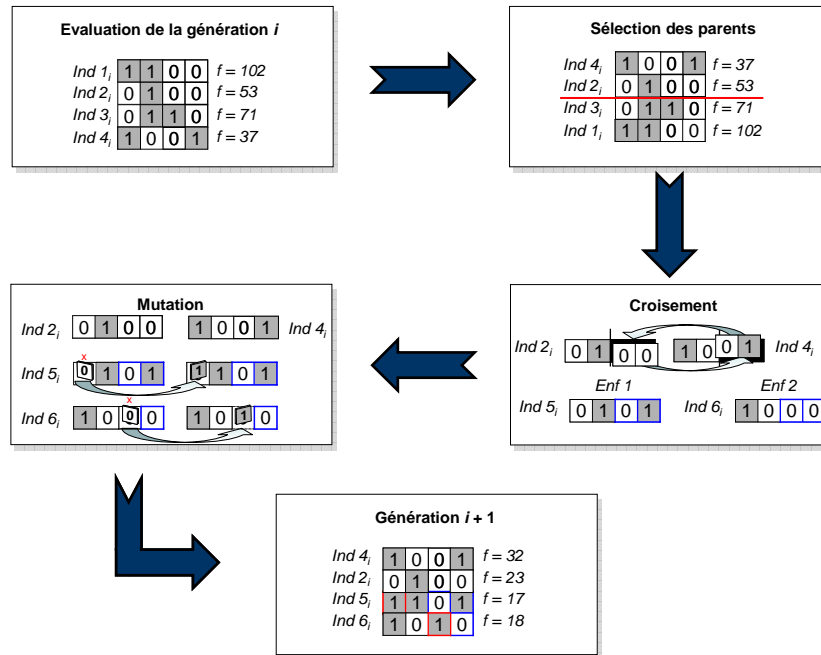 Evaluation de la génération i
Ind 1i 1 1 0 0 f = 102
Ind 2i 0 1 0 0 f = 53
Ind 3i 0 1 1 0 f = 71
Ind 4i 1 0 0 1 f = 37
Sélection des parents
Ind 4i 1 0 0 1 f = 37
Ind 2i 0 1 0 0 f = 53
Ind 3i 0 1 1 0 f = 71
Ind 1i 1 1 0 0 f = 102
Mutation
Ind 2i 0 1 0 0 1 0 0 1 Ind 4i
x
Ind 5i 0 1 0 1 1 1 0 1
x
Ind 6i 1 0 0 0 1 0 1 0
Croisement
Ind 2i 0 1 0 0 1 0 0 1 Ind 4i
Enf 1 Enf 2
Ind 5i 0 1 0 1 Ind 6i 1 0 0 0
Génération i + 1
Ind 4i 1 0 0 1 f = 32
Ind 2i 0 1 0 0 f = 23
Ind 5i 1 1 0 1 f = 17
Ind 6i 1 0 1 0 f = 18